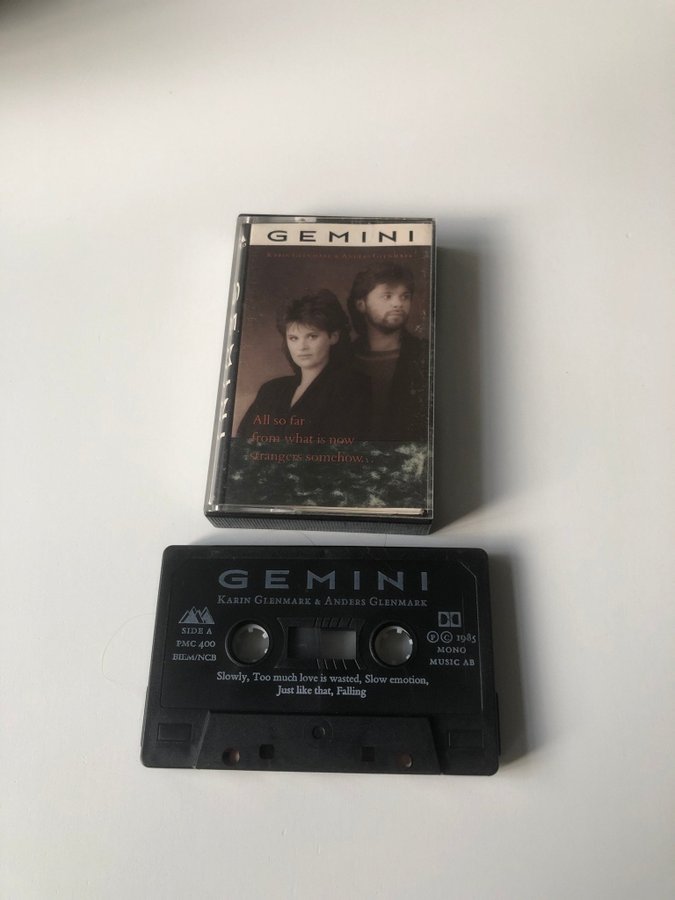 GEMINI
KARIN GLENMARK & ANDERS GLENMARK
All so far
from what is now
strangers somehow...
GEMINI
GEMINI
KARIN GLENMARK & ANDERS GLENMARK
SIDE A
PMC 400
BIEM/NCB
P C 1985
MONO
MUSIC AB
Slowly, Too much love is wasted, Slow emotion,
Just like that, Falling